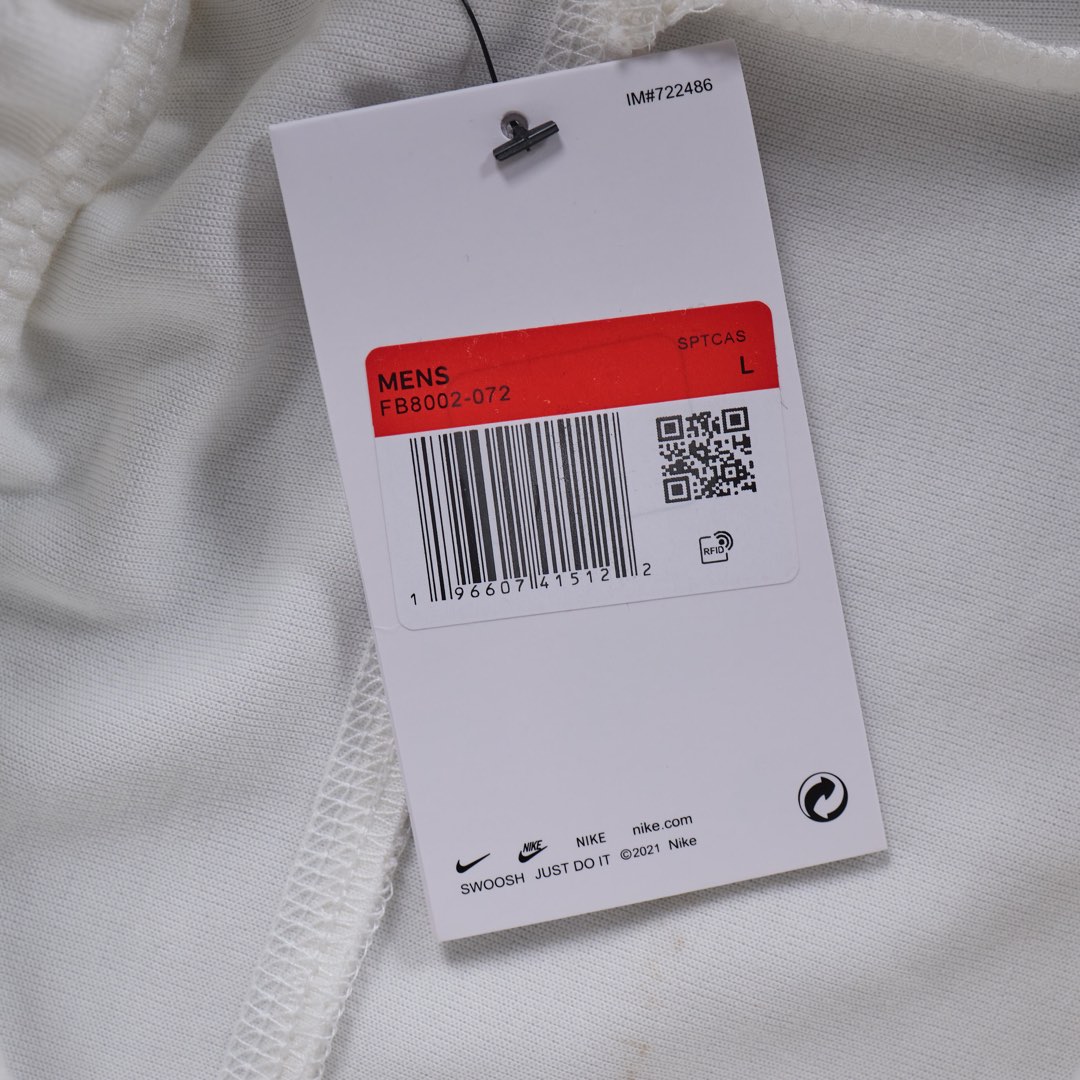 IM#722486
SPTCAS
MENS L
FB8002-072
1 96607 41512 2
RFID
NIKE NIKE nike.com
SWOOSH JUST DO IT ©2021 Nike